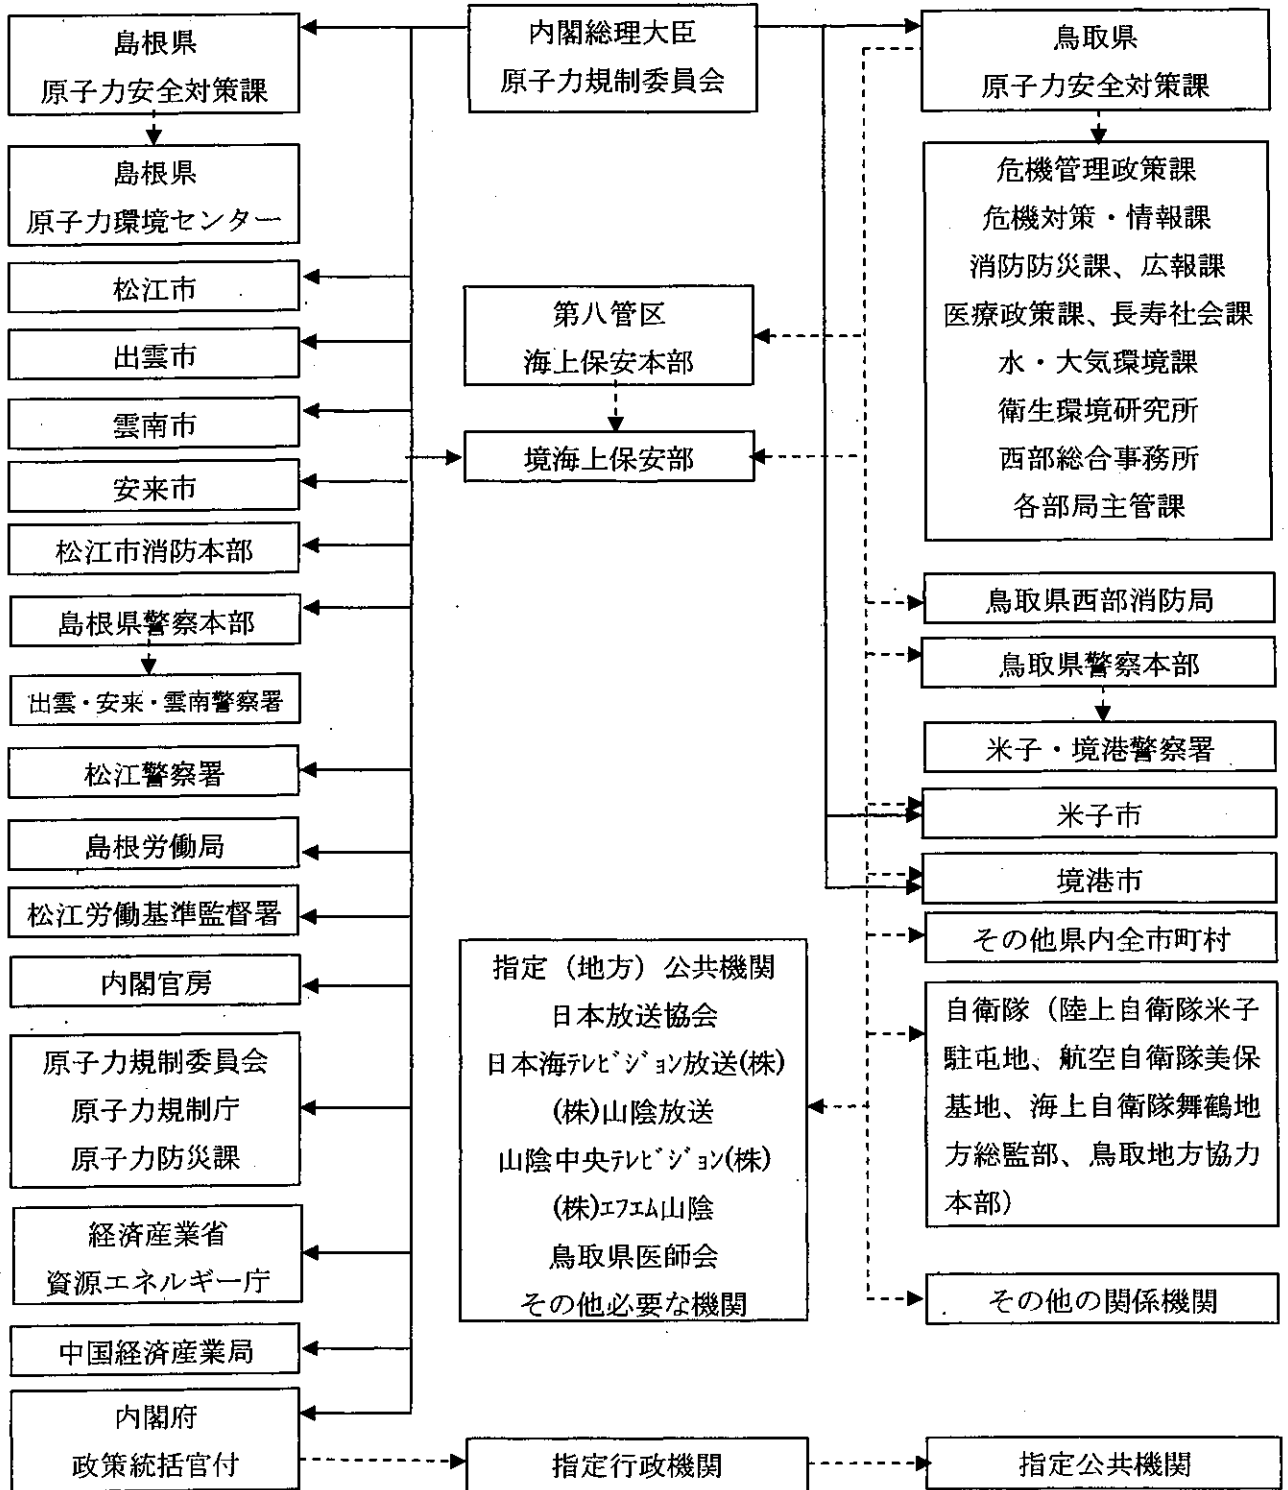 島根県
原子力安全対策課
島根県
原子力環境センター
松江市
出雲市
雲南市
安来市
松江市消防本部
島根県警察本部
出雲・安来・雲南警察署
松江警察署
島根労働局
松江労働基準監督署
内閣官房
原子力規制委員会
原子力規制庁
原子力防災課
経済産業省
資源エネルギー庁
中国経済産業局
内閣府
政策統括官付
内閣総理大臣
原子力規制委員会
第八管区
海上保安本部
境海上保安部
指定（地方）公共機関
日本放送協会
日本海ﾃﾚﾋﾞｼﾞｮﾝ放送(株)
(株)山陰放送
山陰中央ﾃﾚﾋﾞｼﾞｮﾝ(株)
(株)ｴﾌｴﾑ山陰
鳥取県医師会
その他必要な機関
指定行政機関
鳥取県
原子力安全対策課
危機管理政策課
危機対策・情報課
消防防災課、広報課
医療政策課、長寿社会課
水・大気環境課
衛生環境研究所
西部総合事務所
各部局主管課
鳥取県西部消防局
鳥取県警察本部
米子・境港警察署
米子市
境港市
その他県内全市町村
自衛隊（陸上自衛隊米子
駐屯地、航空自衛隊美保
基地、海上自衛隊舞鶴地
方総監部、鳥取地方協力
本部）
その他の関係機関
指定公共機関